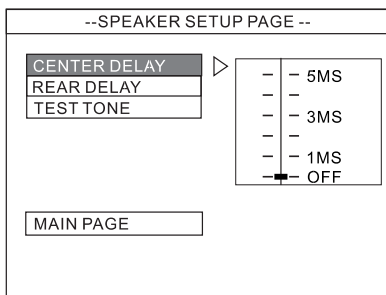 --SPEAKER SETUP PAGE --
CENTER DELAY
REAR DELAY
TEST TONE
5MS
3MS
1MS
OFF
MAIN PAGE